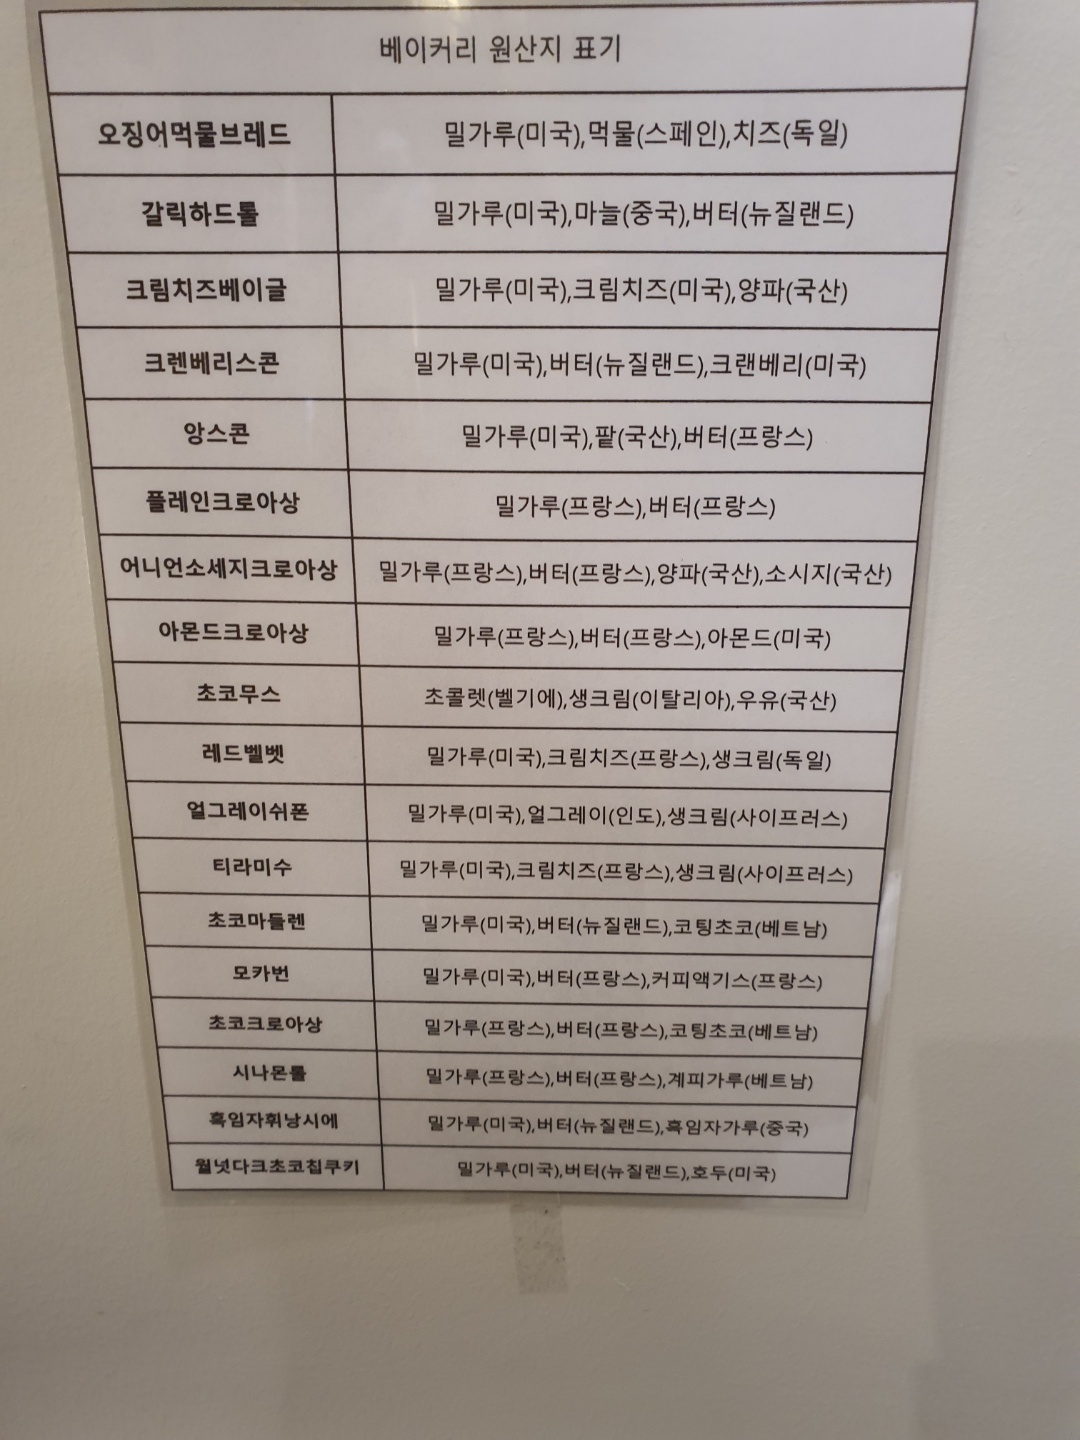 베이커리 원산지 표기
오징어먹물브레드 밀가루(미국),먹물(스페인),치즈(독일)
갈릭하드롤 밀가루(미국),마늘(중국),버터(뉴질랜드)
크림치즈베이글 밀가루(미국),크림치즈(미국),양파(국산)
크렌베리스콘 밀가루(미국),버터(뉴질랜드),크랜베리(미국)
앙스콘 밀가루(미국),팥(국산),버터(프랑스)
플레인크로아상 밀가루(프랑스),버터(프랑스)
어니언소세지크로아상 밀가루(프랑스),버터(프랑스),양파(국산),소시지(국산)
아몬드크로아상 밀가루(프랑스),버터(프랑스),아몬드(미국)
초코무스 초콜렛(벨기에),생크림(이탈리아),우유(국산)
레드벨벳 밀가루(미국),크림치즈(프랑스),생크림(독일)
얼그레이쉬폰 밀가루(미국),얼그레이(인도),생크림(사이프러스)
티라미수 밀가루(미국),크림치즈(프랑스),생크림(사이프러스)
초코마들렌 밀가루(미국),버터(뉴질랜드),코팅초코(베트남)
모카번 밀가루(미국),버터(프랑스),커피액기스(프랑스)
초코크로아상 밀가루(프랑스),버터(프랑스),코팅초코(베트남)
시나몬롤 밀가루(프랑스),버터(프랑스),계피가루(베트남)
흑임자휘낭시에 밀가루(미국),버터(뉴질랜드),흑임자가루(중국)
월넛다크초코칩쿠키 밀가루(미국),버터(뉴질랜드),호두(미국)